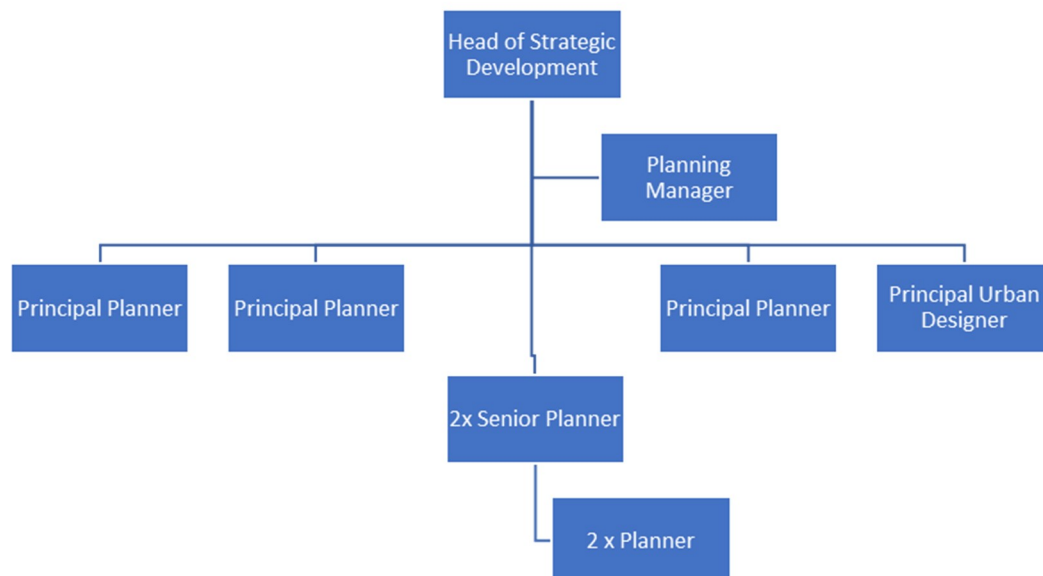 Head of Strategic
Development
Planning
Manager
Principal Planner
Principal Planner
Principal Planner
Principal Urban
Designer
2x Senior Planner
2 x Planner